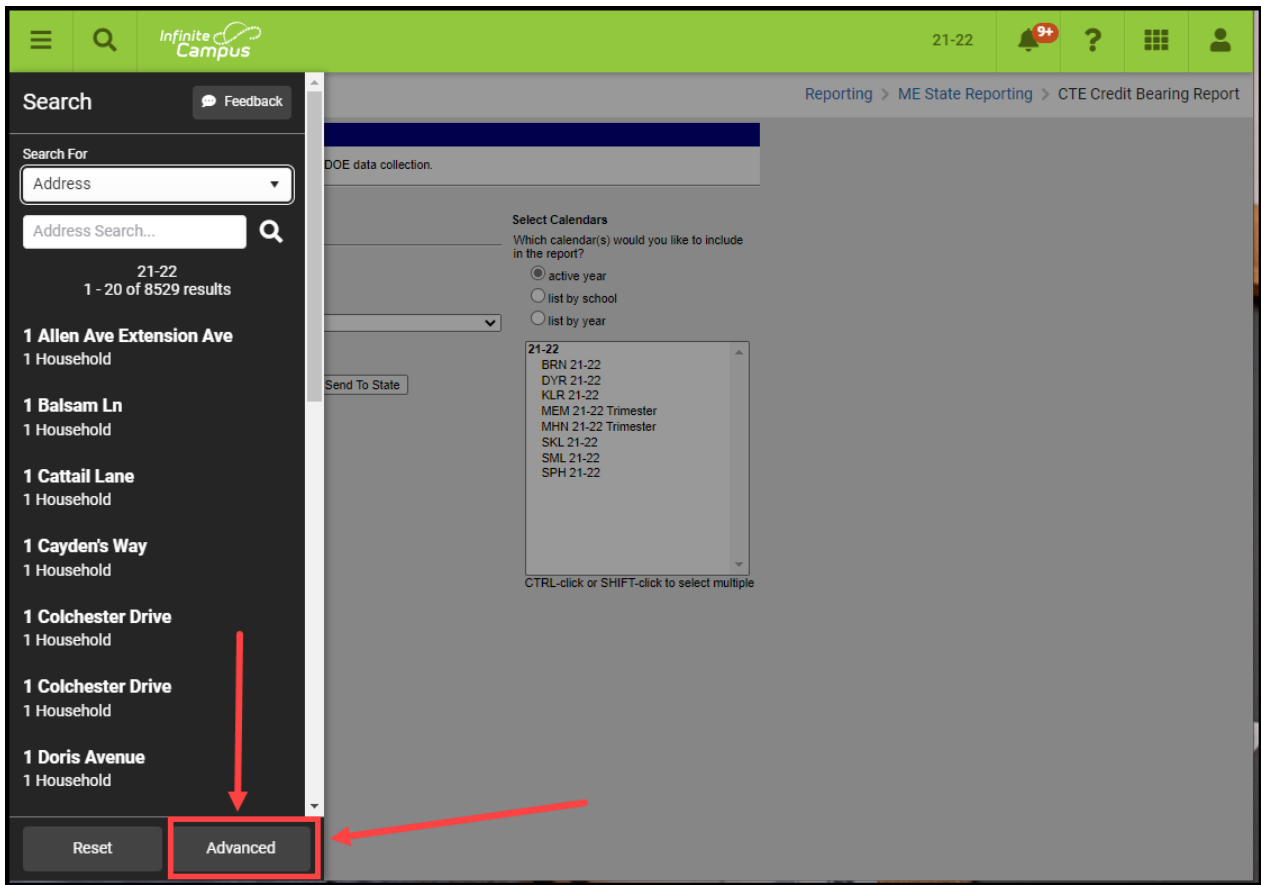 Infinite
Campus
21-22
9+
?
Search
Feedback
Reporting > ME State Reporting > CTE Credit Bearing Report
Search For
Address
Address Search...
21-22
1 - 20 of 8529 results
1 Allen Ave Extension Ave
1 Household
1 Balsam Ln
1 Household
1 Cattail Lane
1 Household
1 Cayden's Way
1 Household
1 Colchester Drive
1 Household
1 Colchester Drive
1 Household
1 Doris Avenue
1 Household
Reset
Advanced
DOE data collection.
Send To State
Select Calendars
Which calendar(s) would you like to include
in the report?
active year
list by school
list by year
21-22
BRN 21-22
DYR 21-22
KLR 21-22
MEM 21-22 Trimester
MHN 21-22 Trimester
SKL 21-22
SML 21-22
SPH 21-22
CTRL-click or SHIFT-click to select multiple